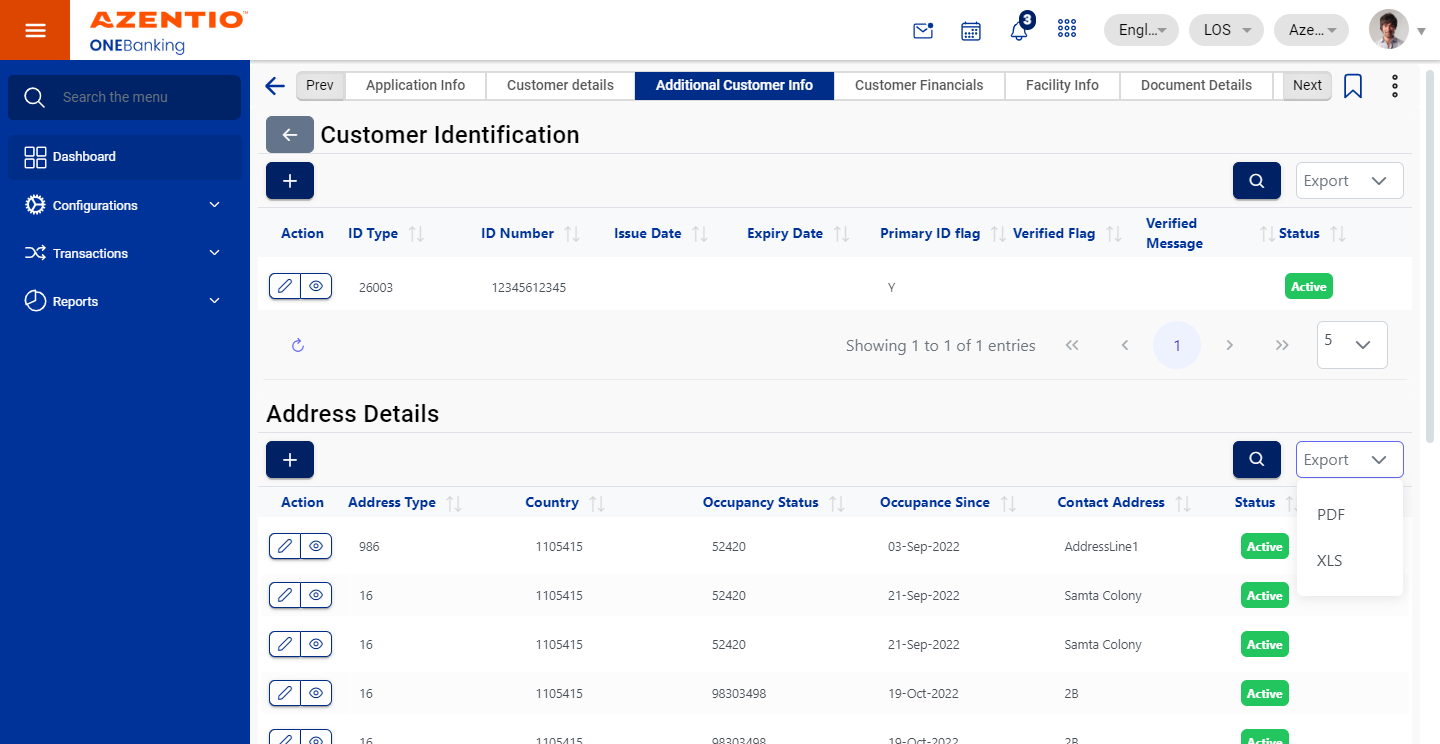 AZENTIO™
ONEBanking
3
Engl...
LOS
Aze...
Search the menu
Dashboard
Configurations
Transactions
Reports
Prev Application Info Customer details Additional Customer Info Customer Financials Facility Info Document Details Next
Customer Identification
Export
Action ID Type ID Number Issue Date Expiry Date Primary ID flag Verified Flag Verified Message Status
26003 12345612345 Y Active
Showing 1 to 1 of 1 entries 1 5
Address Details
Export
PDF
XLS
Action Address Type Country Occupancy Status Occupance Since Contact Address Status
986 1105415 52420 03-Sep-2022 AddressLine1 Active
16 1105415 52420 21-Sep-2022 Samta Colony Active
16 1105415 52420 21-Sep-2022 Samta Colony Active
16 1105415 98303498 19-Oct-2022 2B Active
16 1105415 98303498 19-Oct-2022 2B Active